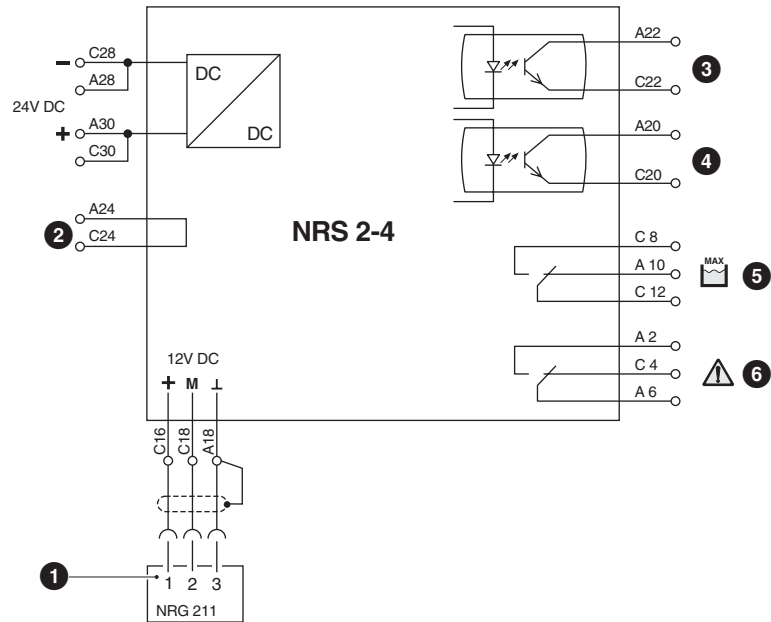 C28
A28
24V DC
A30
C30
DC
DC
A22
C22
3
A20
C20
4
2
A24
C24
NRS 2-4
C 8
A 10
C 12
MAX
5
A 2
C 4
A 6
6
12V DC
+ M ⊥
C16
C18
A18
1
1 2 3
NRG 211